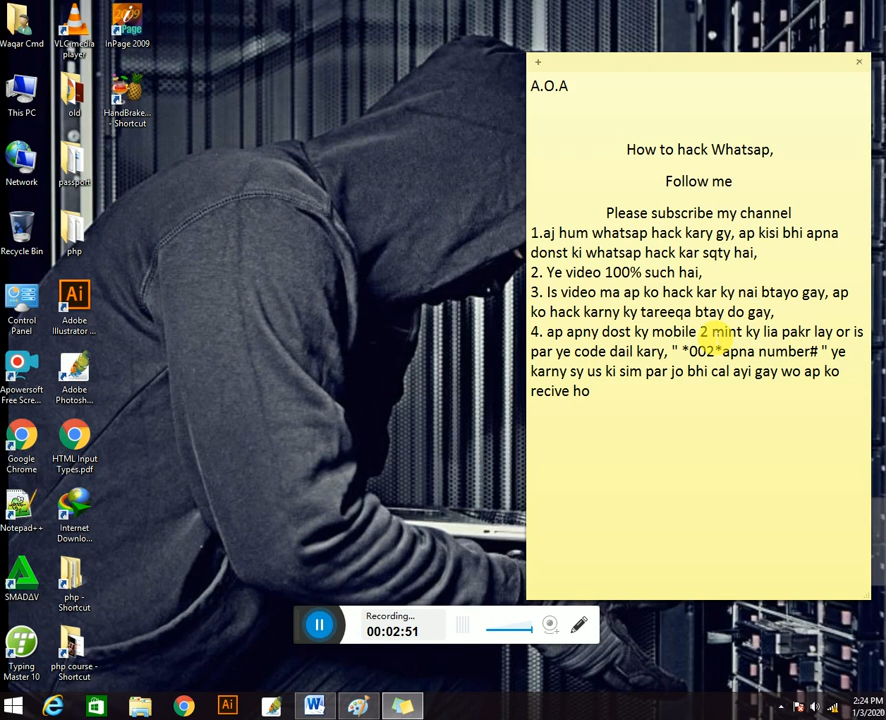 Waqar Cmd
VLC media
player
InPage 2009
This PC
old
HandBrake...
- Shortcut
Network
passport
Recycle Bin
php
Control
Panel
Adobe
Illustrator ...
Apowersoft
Free Scre...
Adobe
Photosh...
Google
Chrome
HTML Input
Types.pdf
Notepad++
Internet
Downlo...
SMADΔV
php -
Shortcut
Typing
Master 10
php course -
Shortcut
A.O.A
How to hack Whatsap,
Follow me
Please subscribe my channel
1.aj hum whatsap hack kary gy, ap kisi bhi apna
donst ki whatsap hack kar sqty hai,
2. Ye video 100% such hai,
3. Is video ma ap ko hack kar ky nai btayo gay, ap
ko hack karny ky tareeqa btay do gay,
4. ap apny dost ky mobile 2 mint ky lia pakr lay or is
par ye code dail kary, " *002*apna number# " ye
karny sy us ki sim par jo bhi cal ayi gay wo ap ko
recive ho
Recording...
00:02:51
2:24 PM
1/3/2020